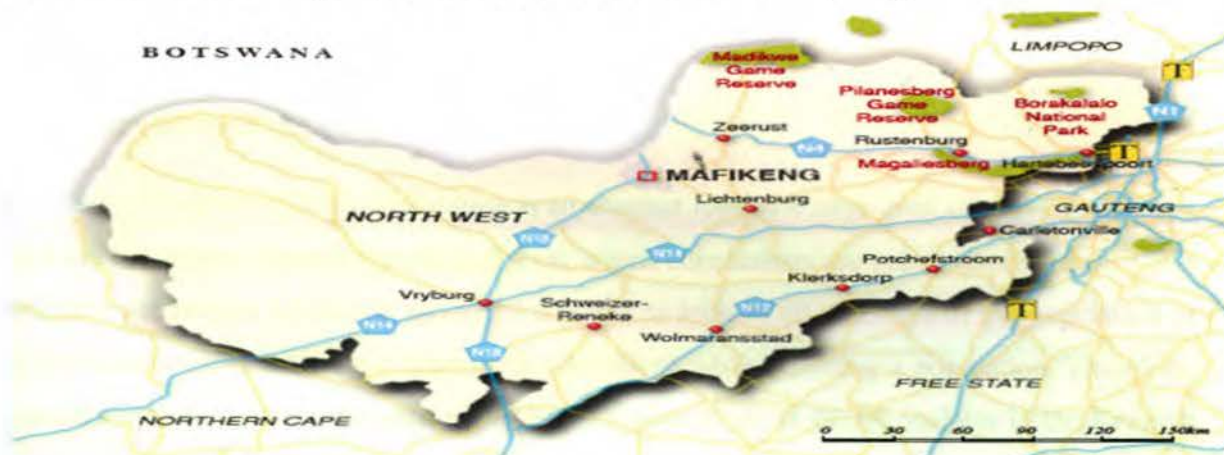 BOTSWANA
LIMPOPO
Madikwe
Game
Reserve
T
Pilanesberg
Game
Reserve
Borakalalo
National
Park
N1
Zeerust
N4
Rustenburg
T
Magaliesberg
Hartebeespoort
MAFIKENG
Lichtenburg
NORTH WEST
GAUTENG
N18
Carletonville
N14
Potchefstroom
Klerksdorp
Vryburg
Schweizer-
Reneke
N12
T
N14
Wolmaransstad
N18
FREE STATE
NORTHERN CAPE
0 30 60 90 120 150km